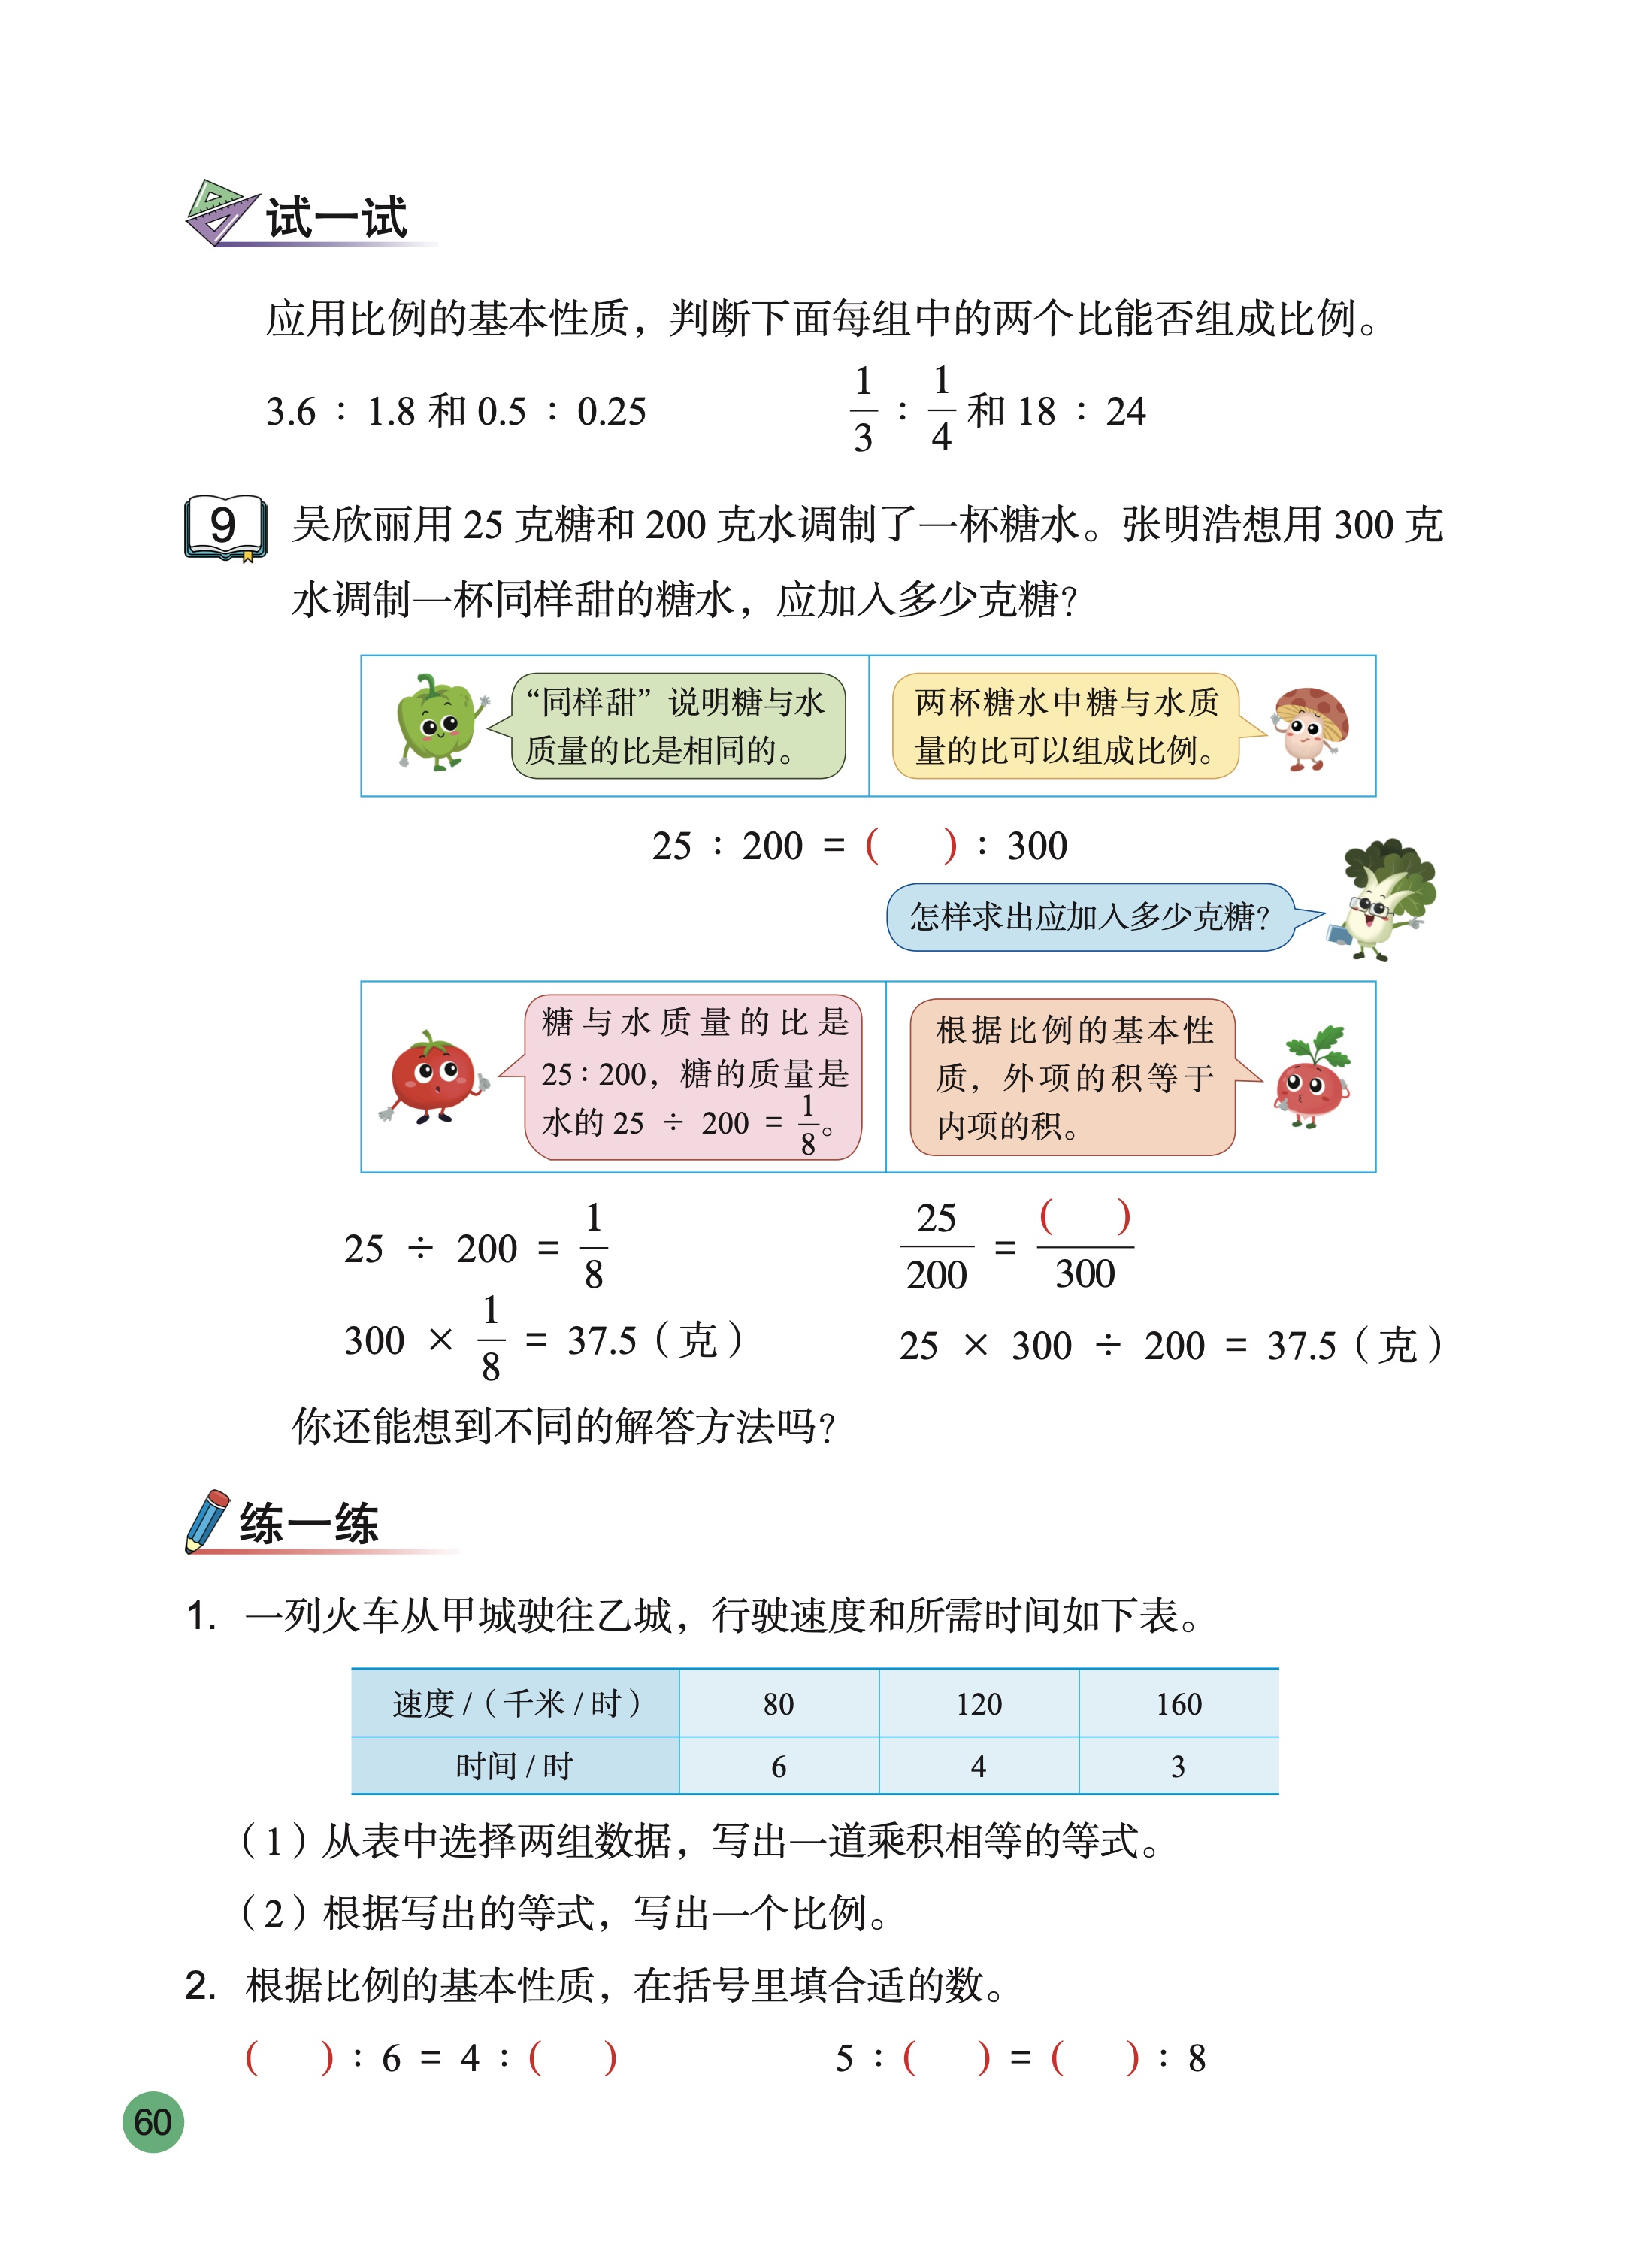 试一试
应用比例的基本性质，判断下面每组中的两个比能否组成比例。
3.6 : 1.8 和 0.5 : 0.25  1/3 : 1/4 和 18 : 24
9 吴欣丽用 25 克糖和 200 克水调制了一杯糖水。张明浩想用 300 克
水调制一杯同样甜的糖水，应加入多少克糖？
“同样甜”说明糖与水
质量的比是相同的。
两杯糖水中糖与水质
量的比可以组成比例。
25 : 200 = (  ) : 300
怎样求出应加入多少克糖？
糖与水质量的比是
25 : 200，糖的质量是
水的 25 ÷ 200 = 1/8。
根据比例的基本性
质，外项的积等于
内项的积。
25 ÷ 200 = 1/8
300 × 1/8 = 37.5（克）
25/200 = (  )/300
25 × 300 ÷ 200 = 37.5（克）
你还能想到不同的解答方法吗？
练一练
1. 一列火车从甲城驶往乙城，行驶速度和所需时间如下表。
速度 /（千米 / 时） 80 120 160
时间 / 时 6 4 3
（1）从表中选择两组数据，写出一道乘积相等的等式。
（2）根据写出的等式，写出一个比例。
2. 根据比例的基本性质，在括号里填合适的数。
(  ) : 6 = 4 : (  )  5 : (  ) = (  ) : 8
60